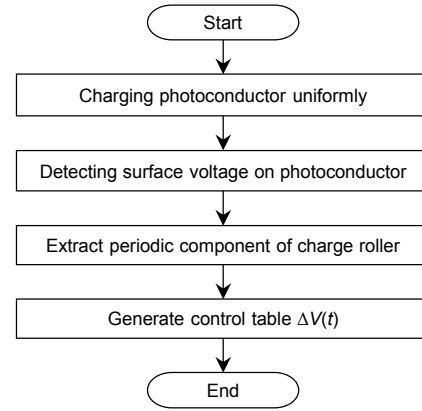 Start
Charging photoconductor uniformly
Detecting surface voltage on photoconductor
Extract periodic component of charge roller
Generate control table ΔV(t)
End